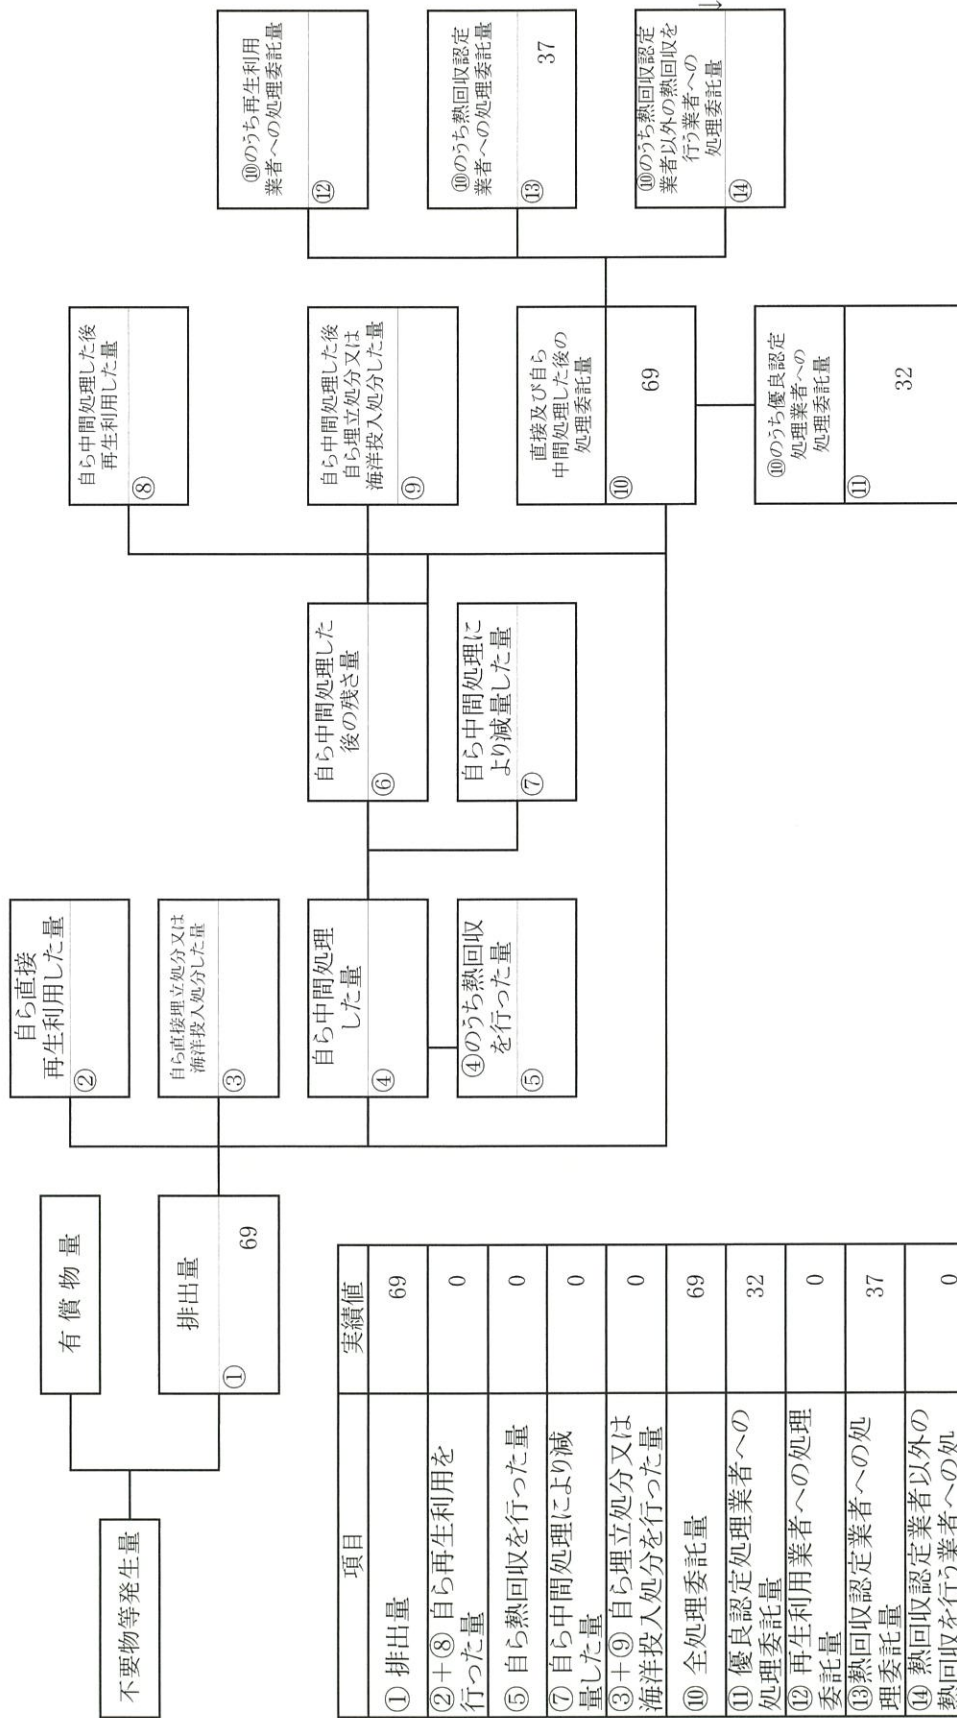 不要物等発生量
有償物量
排出量
①
69
自ら直接
再生利用した量
②
自ら直接埋立処分又は
海洋投入処分した量
③
自ら中間処理
した量
④
④のうち熱回収
を行った量
⑤
自ら中間処理した
後の残さ量
⑥
自ら中間処理に
より減量した量
⑦
自ら中間処理した後
再生利用した量
⑧
自ら中間処理した後
自ら埋立処分又は
海洋投入処分した量
⑨
直接及び自ら
中間処理した後の
処理委託量
⑩
69
⑩のうち優良認定
処理業者への
処理委託量
⑪
32
⑩のうち再生利用
業者への処理委託量
⑫
⑩のうち熱回収認定
業者への処理委託量
⑬
37
⑩のうち熱回収認定
業者以外の熱回収を
行う業者への
処理委託量
⑭
項目 実績値
① 排出量 69
②+⑧ 自ら再生利用を
行った量 0
⑤ 自ら熱回収を行った量 0
⑦ 自ら中間処理により減
量した量 0
③+⑨ 自ら埋立処分又は
海洋投入処分を行った量 0
⑩ 全処理委託量 69
⑪ 優良認定処理業者への
処理委託量 32
⑫ 再生利用業者への処理
委託量 0
⑬熱回収認定業者への処
理委託量 37
⑭ 熱回収認定業者以外の
熱回収を行う業者への処 0